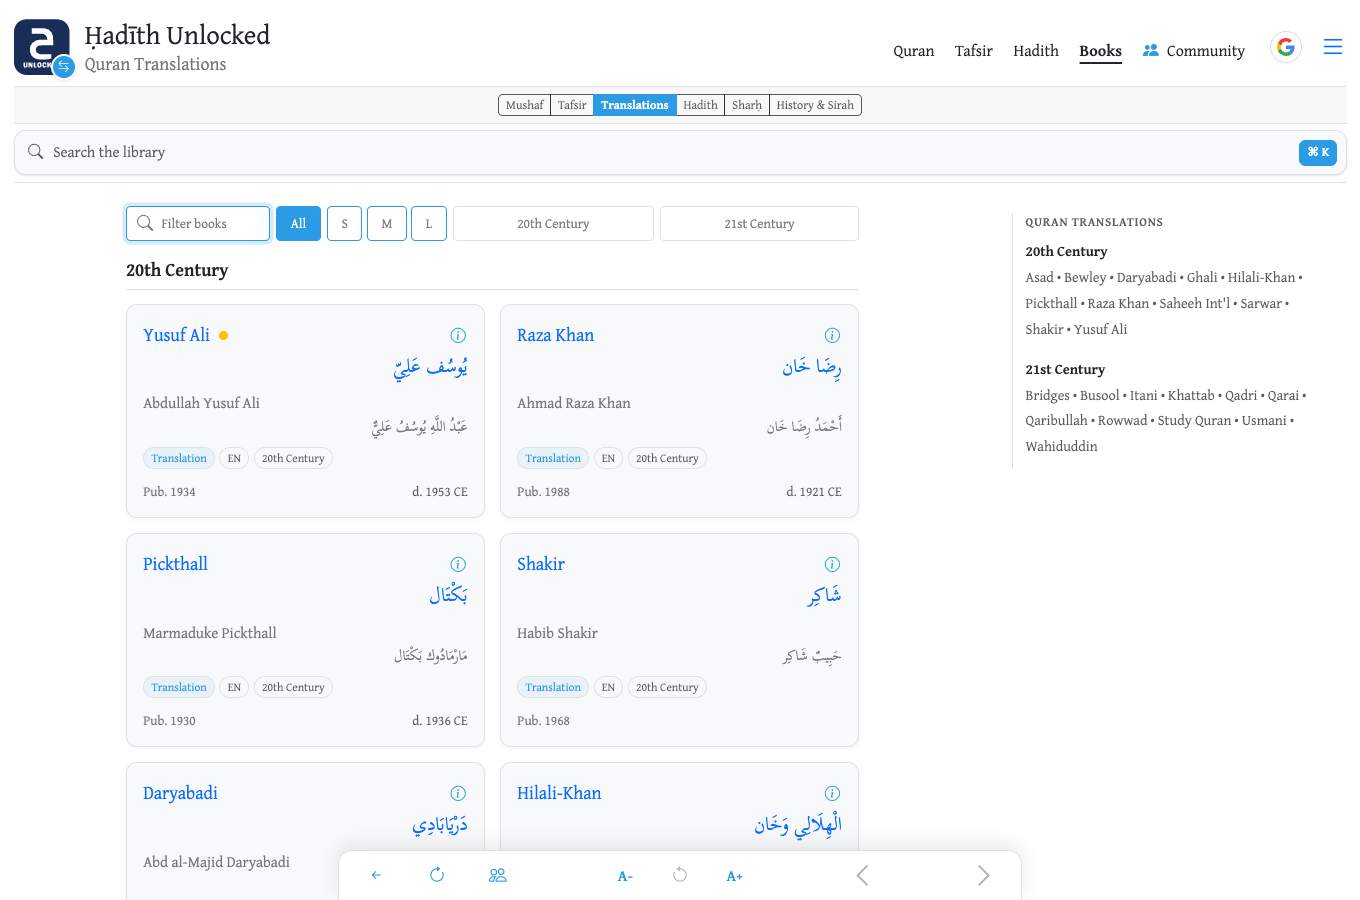 UNLOCK
Ḥadīth Unlocked
Quran Translations
Quran Tafsir Hadith Books Community
Mushaf Tafsir Translations Hadith Sharḥ History & Sirah
Search the library
⌘ K
Filter books All S M L 20th Century 21st Century
20th Century
Yusuf Ali
يُوسُف عَلِيّ
Abdullah Yusuf Ali
عَبْدُ اللَّهِ يُوسُفُ عَلِيٌّ
Translation EN 20th Century
Pub. 1934 d. 1953 CE
Raza Khan
رِضَا خَان
Ahmad Raza Khan
أَحْمَدُ رِضَا خَان
Translation EN 20th Century
Pub. 1988 d. 1921 CE
Pickthall
بَكْتَال
Marmaduke Pickthall
مَارْمَادُوك بَكْتَال
Translation EN 20th Century
Pub. 1930 d. 1936 CE
Shakir
شَاكِر
Habib Shakir
حَبِيبٌ شَاكِر
Translation EN 20th Century
Pub. 1968
Daryabadi
دَرْيَابَادِي
Abd al-Majid Daryabadi
Hilali-Khan
الْهِلَالِي وَخَان
QURAN TRANSLATIONS
20th Century
Asad • Bewley • Daryabadi • Ghali • Hilali-Khan •
Pickthall • Raza Khan • Saheeh Int'l • Sarwar •
Shakir • Yusuf Ali
21st Century
Bridges • Busool • Itani • Khattab • Qadri • Qarai •
Qaribullah • Rowwad • Study Quran • Usmani •
Wahiduddin
A- A+